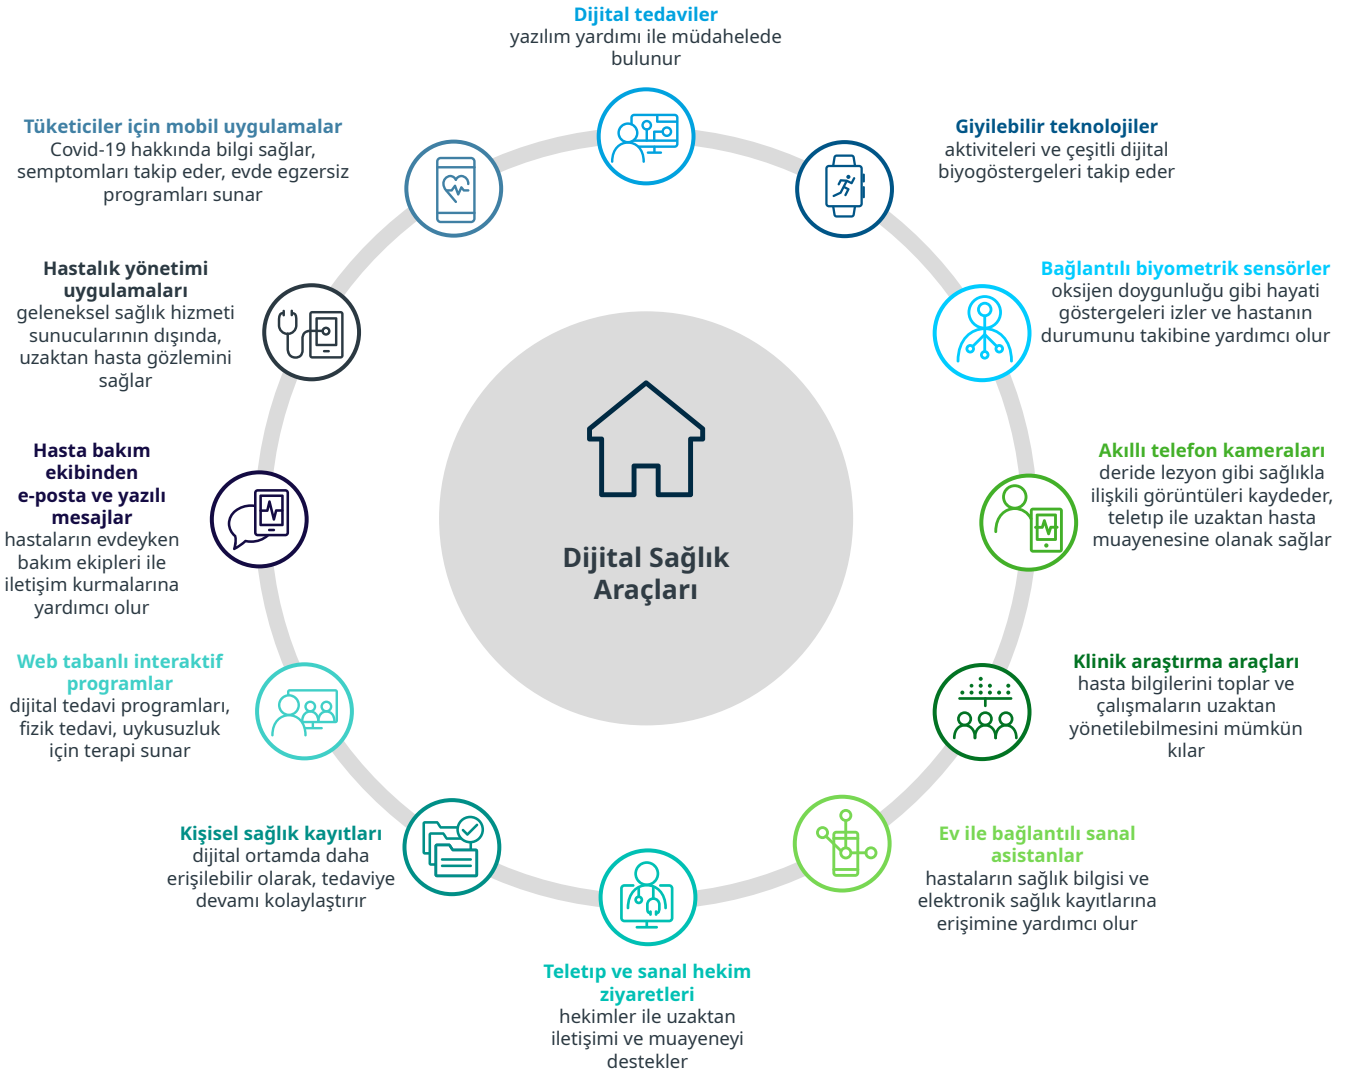 Dijital tedaviler
yazılım yardımı ile müdahelede
bulunur
Tüketiciler için mobil uygulamalar
Covid-19 hakkında bilgi sağlar,
semptomları takip eder, evde egzersiz
programları sunar
Giyilebilir teknolojiler
aktiviteleri ve çeşitli dijital
biyogöstergeleri takip eder
Hastalık yönetimi
uygulamaları
geleneksel sağlık hizmeti
sunucularının dışında,
uzaktan hasta gözlemini
sağlar
Bağlantılı biyometrik sensörler
oksijen doygunluğu gibi hayati
göstergeleri izler ve hastanın
durumunu takibine yardımcı olur
Hasta bakım
ekibinden
e-posta ve yazılı
mesajlar
hastaların evdeyken
bakım ekipleri ile
iletişim kurmalarına
yardımcı olur
Dijital Sağlık
Araçları
Akıllı telefon kameraları
deride lezyon gibi sağlıkla
ilişkili görüntüleri kaydeder,
teletıp ile uzaktan hasta
muayenesine olanak sağlar
Web tabanlı interaktif
programlar
dijital tedavi programları,
fizik tedavi, uykusuzluk
için terapi sunar
Klinik araştırma araçları
hasta bilgilerini toplar ve
çalışmaların uzaktan
yönetilebilmesini mümkün
kılar
Kişisel sağlık kayıtları
dijital ortamda daha
erişilebilir olarak, tedaviye
devamı kolaylaştırır
Ev ile bağlantılı sanal
asistanlar
hastaların sağlık bilgisi ve
elektronik sağlık kayıtlarına
erişimine yardımcı olur
Teletıp ve sanal hekim
ziyaretleri
hekimler ile uzaktan
iletişimi ve muayeneyi
destekler